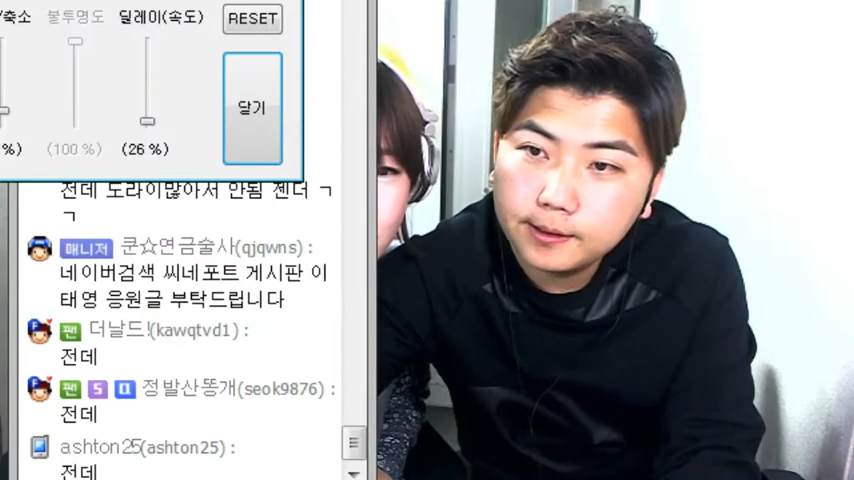 /축소 불투명도 딜레이(속도) RESET
닫기
%) (100 %) (26 %)
전데 도라이많아서 안됨 젠더 ㄱ
ㄱ
매니저 쿤☆연금술사(qjqwns) :
네이버검색 씨네포트 게시판 이
태영 응원글 부탁드립니다
팬 더날드!(kawqtvd1) :
전데
팬 5 정발산똥개(seok9876) :
전데
ashton25(ashton25) :
전데